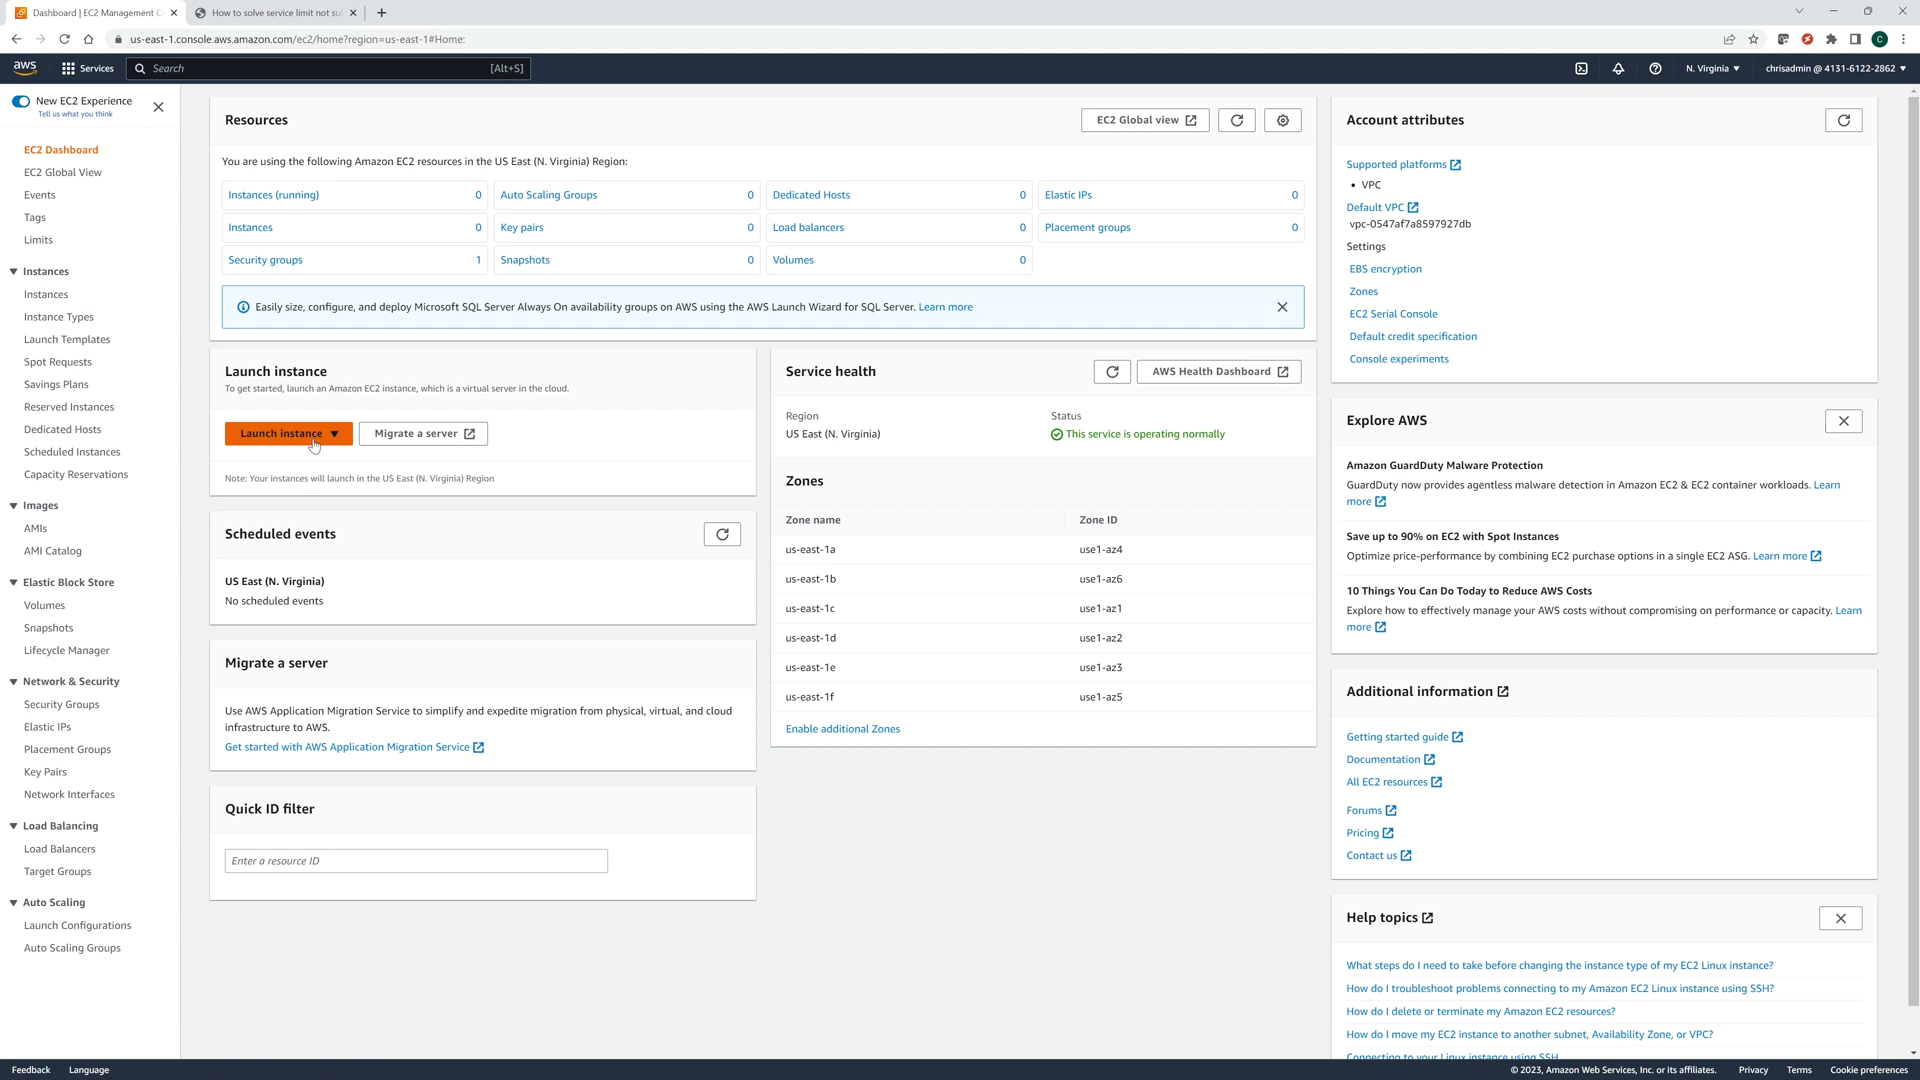 Dashboard | EC2 Management C
How to solve service limit not su
us-east-1.console.aws.amazon.com/ec2/home?region=us-east-1#Home:
aws
Services
Search
[Alt+S]
N. Virginia
chrisadmin @ 4131-6122-2862
New EC2 Experience
Tell us what you think
EC2 Dashboard
EC2 Global View
Events
Tags
Limits
Instances
Instances
Instance Types
Launch Templates
Spot Requests
Savings Plans
Reserved Instances
Dedicated Hosts
Scheduled Instances
Capacity Reservations
Images
AMIs
AMI Catalog
Elastic Block Store
Volumes
Snapshots
Lifecycle Manager
Network & Security
Security Groups
Elastic IPs
Placement Groups
Key Pairs
Network Interfaces
Load Balancing
Load Balancers
Target Groups
Auto Scaling
Launch Configurations
Auto Scaling Groups
Resources
EC2 Global view
You are using the following Amazon EC2 resources in the US East (N. Virginia) Region:
Instances (running) 0
Auto Scaling Groups 0
Dedicated Hosts 0
Elastic IPs 0
Instances 0
Key pairs 0
Load balancers 0
Placement groups 0
Security groups 1
Snapshots 0
Volumes 0
Easily size, configure, and deploy Microsoft SQL Server Always On availability groups on AWS using the AWS Launch Wizard for SQL Server. Learn more
Launch instance
To get started, launch an Amazon EC2 instance, which is a virtual server in the cloud.
Launch instance
Migrate a server
Note: Your instances will launch in the US East (N. Virginia) Region
Scheduled events
US East (N. Virginia)
No scheduled events
Migrate a server
Use AWS Application Migration Service to simplify and expedite migration from physical, virtual, and cloud
infrastructure to AWS.
Get started with AWS Application Migration Service
Quick ID filter
Enter a resource ID
Service health
AWS Health Dashboard
Region
US East (N. Virginia)
Status
This service is operating normally
Zones
Zone name Zone ID
us-east-1a use1-az4
us-east-1b use1-az6
us-east-1c use1-az1
us-east-1d use1-az2
us-east-1e use1-az3
us-east-1f use1-az5
Enable additional Zones
Account attributes
Supported platforms
• VPC
Default VPC
vpc-0547af7a8597927db
Settings
EBS encryption
Zones
EC2 Serial Console
Default credit specification
Console experiments
Explore AWS
Amazon GuardDuty Malware Protection
GuardDuty now provides agentless malware detection in Amazon EC2 & EC2 container workloads. Learn
more
Save up to 90% on EC2 with Spot Instances
Optimize price-performance by combining EC2 purchase options in a single EC2 ASG. Learn more
10 Things You Can Do Today to Reduce AWS Costs
Explore how to effectively manage your AWS costs without compromising on performance or capacity. Learn
more
Additional information
Getting started guide
Documentation
All EC2 resources
Forums
Pricing
Contact us
Help topics
What steps do I need to take before changing the instance type of my EC2 Linux instance?
How do I troubleshoot problems connecting to my Amazon EC2 Linux instance using SSH?
How do I delete or terminate my Amazon EC2 resources?
How do I move my EC2 instance to another subnet, Availability Zone, or VPC?
Connecting to your Linux instance using SSH
Feedback
Language
© 2023, Amazon Web Services, Inc. or its affiliates.
Privacy
Terms
Cookie preferences